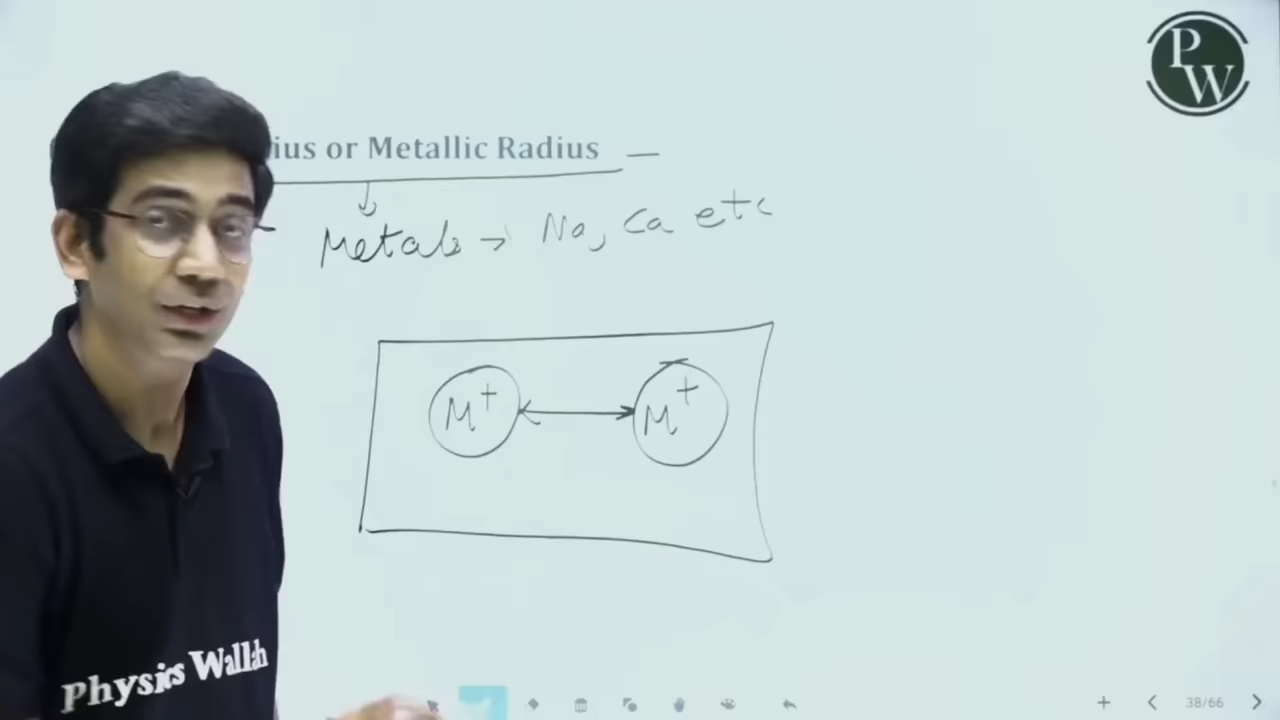 PW
ius or Metallic Radius —
Metals → Na, Ca etc
M+ M+
Physics Wallah
38/66